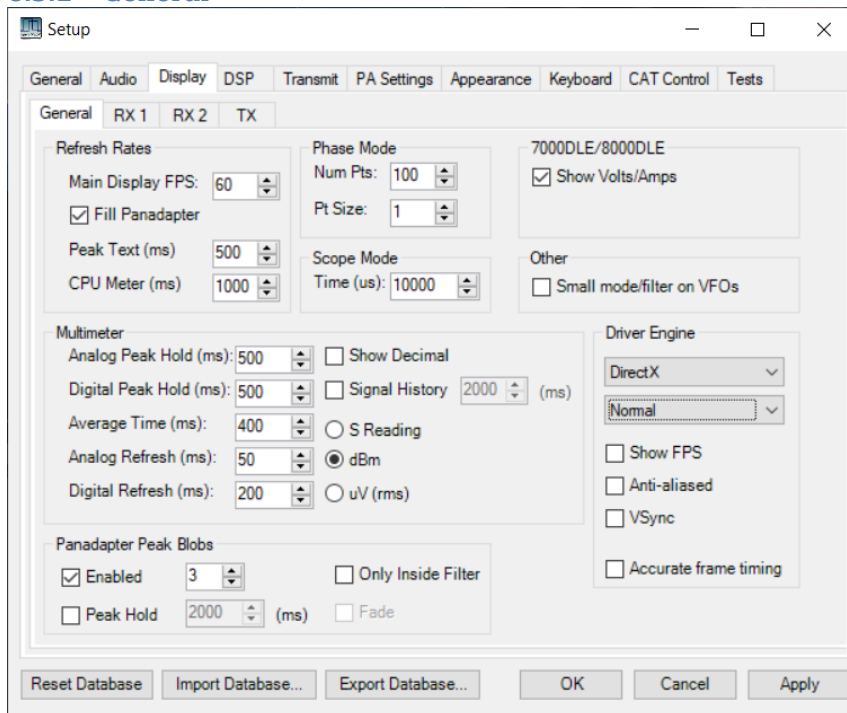 Setup
General Audio Display DSP Transmit PA Settings Appearance Keyboard CAT Control Tests
General RX 1 RX 2 TX
Refresh Rates
Main Display FPS: 60
Fill Panadapter
Peak Text (ms) 500
CPU Meter (ms) 1000
Phase Mode
Num Pts: 100
Pt Size: 1
Scope Mode
Time (us): 10000
7000DLE/8000DLE
Show Volts/Amps
Other
Small mode/filter on VFOs
Multimeter
Analog Peak Hold (ms): 500 Show Decimal
Digital Peak Hold (ms): 500 Signal History 2000 (ms)
Average Time (ms): 400 S Reading
Analog Refresh (ms): 50 dBm
Digital Refresh (ms): 200 uV (rms)
Driver Engine
DirectX
Normal
Show FPS
Anti-aliased
VSync
Accurate frame timing
Panadapter Peak Blobs
Enabled 3 Only Inside Filter
Peak Hold 2000 (ms) Fade
Reset Database Import Database... Export Database... OK Cancel Apply